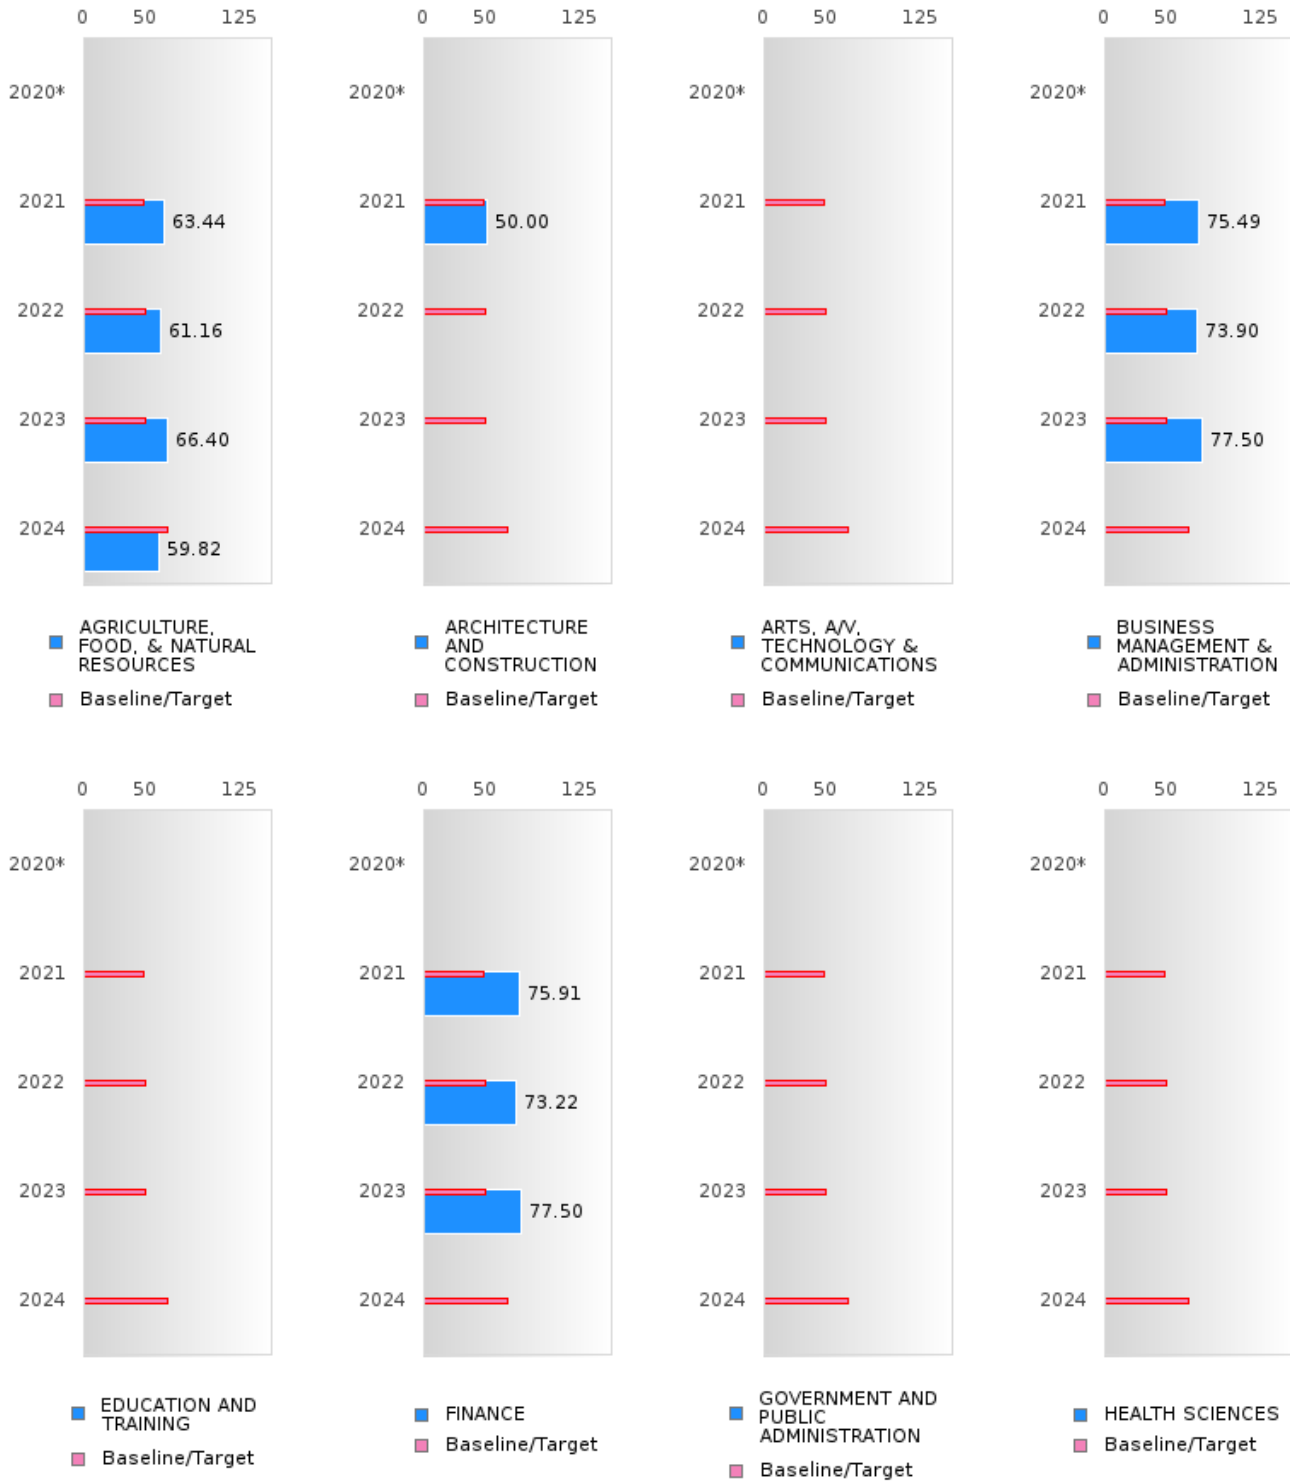 0 50 125
2020*
2021
63.44
2022
61.16
2023
66.40
2024
59.82
AGRICULTURE,
FOOD, & NATURAL
RESOURCES
Baseline/Target
0 50 125
2020*
2021
50.00
2022
2023
2024
ARCHITECTURE
AND
CONSTRUCTION
Baseline/Target
0 50 125
2020*
2021
2022
2023
2024
ARTS, A/V,
TECHNOLOGY &
COMMUNICATIONS
Baseline/Target
0 50 125
2020*
2021
75.49
2022
73.90
2023
77.50
2024
BUSINESS
MANAGEMENT &
ADMINISTRATION
Baseline/Target
0 50 125
2020*
2021
2022
2023
2024
EDUCATION AND
TRAINING
Baseline/Target
0 50 125
2020*
2021
75.91
2022
73.22
2023
77.50
2024
FINANCE
Baseline/Target
0 50 125
2020*
2021
2022
2023
2024
GOVERNMENT AND
PUBLIC
ADMINISTRATION
Baseline/Target
0 50 125
2020*
2021
2022
2023
2024
HEALTH SCIENCES
Baseline/Target